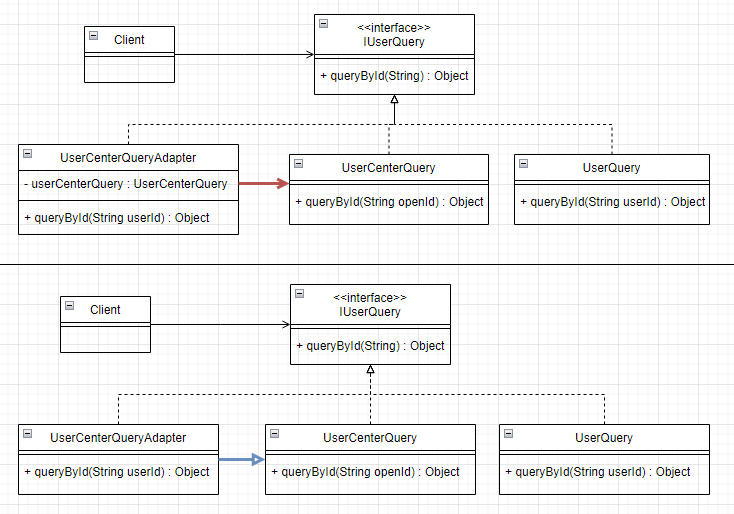 Client
<<interface>>
IUserQuery
+ queryById(String) : Object
UserCenterQueryAdapter
- userCenterQuery : UserCenterQuery
+ queryById(String userId) : Object
UserCenterQuery
+ queryById(String openId) : Object
UserQuery
+ queryById(String userId) : Object
Client
<<interface>>
IUserQuery
+ queryById(String) : Object
UserCenterQueryAdapter
+ queryById(String userId) : Object
UserCenterQuery
+ queryById(String openId) : Object
UserQuery
+ queryById(String userId) : Object